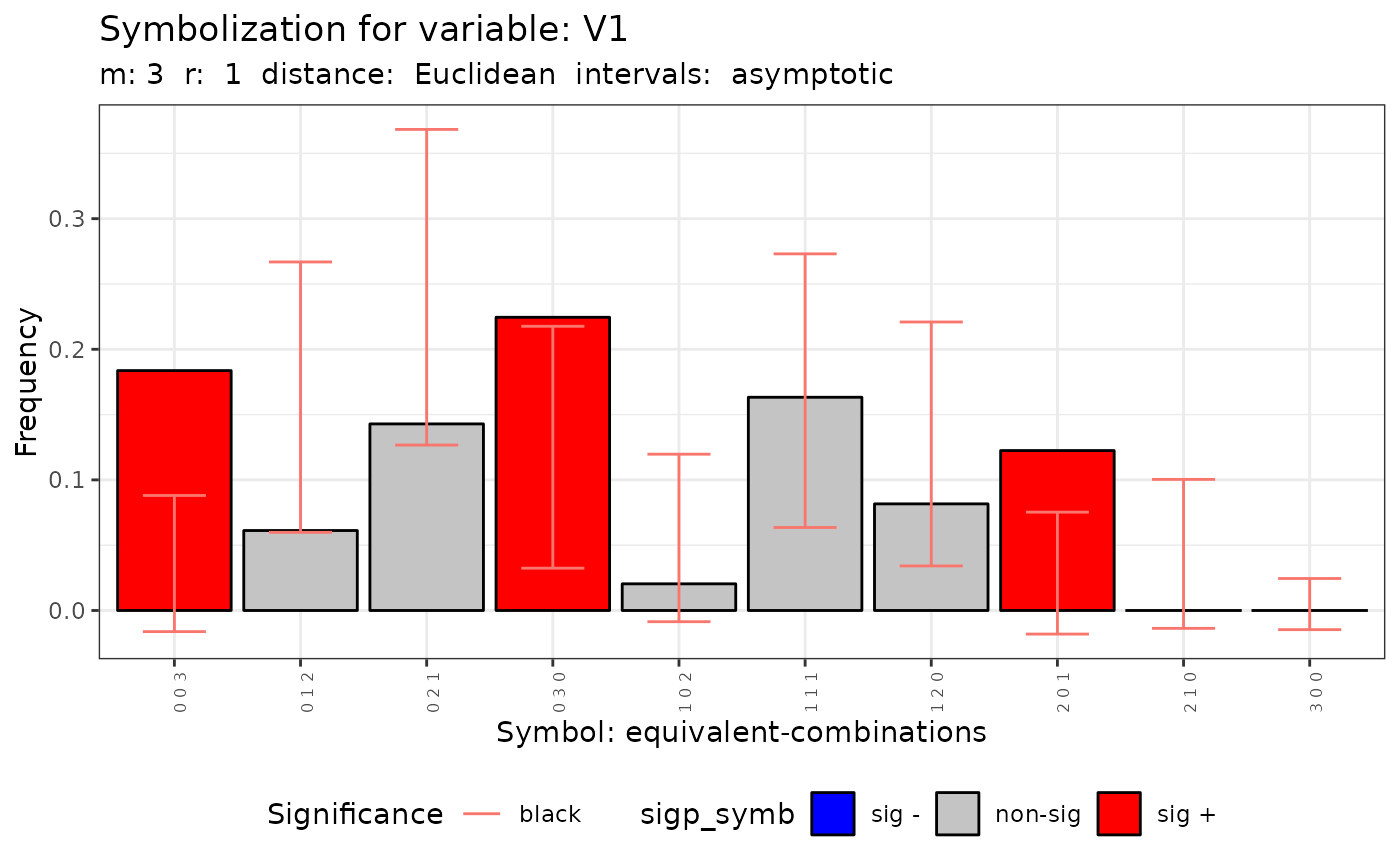 Symbolization for variable: V1
m: 3  r:  1  distance:  Euclidean  intervals:  asymptotic
Frequency
0.3
0.2
0.1
0.0
0 0 3
0 1 2
0 2 1
0 3 0
1 0 2
1 1 1
1 2 0
2 0 1
2 1 0
3 0 0
Symbol: equivalent-combinations
Significance black sigp_symb sig - non-sig sig +